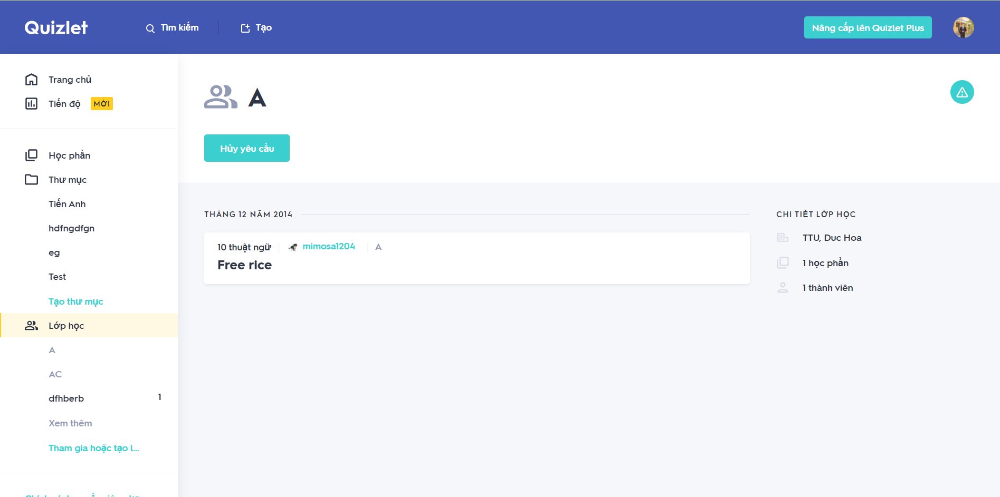 Quizlet
Tìm kiếm
Tạo
Nâng cấp lên Quizlet Plus
Trang chủ
Tiến độ MỚI
Học phần
Thư mục
Tiến Anh
hdfngdfgn
eg
Test
Tạo thư mục
Lớp học
A
AC
dfhberb 1
Xem thêm
Tham gia hoặc tạo l...
A
Hủy yêu cầu
THÁNG 12 NĂM 2014
10 thuật ngữ mimosa1204 A
Free rice
CHI TIẾT LỚP HỌC
TTU, Duc Hoa
1 học phần
1 thành viên